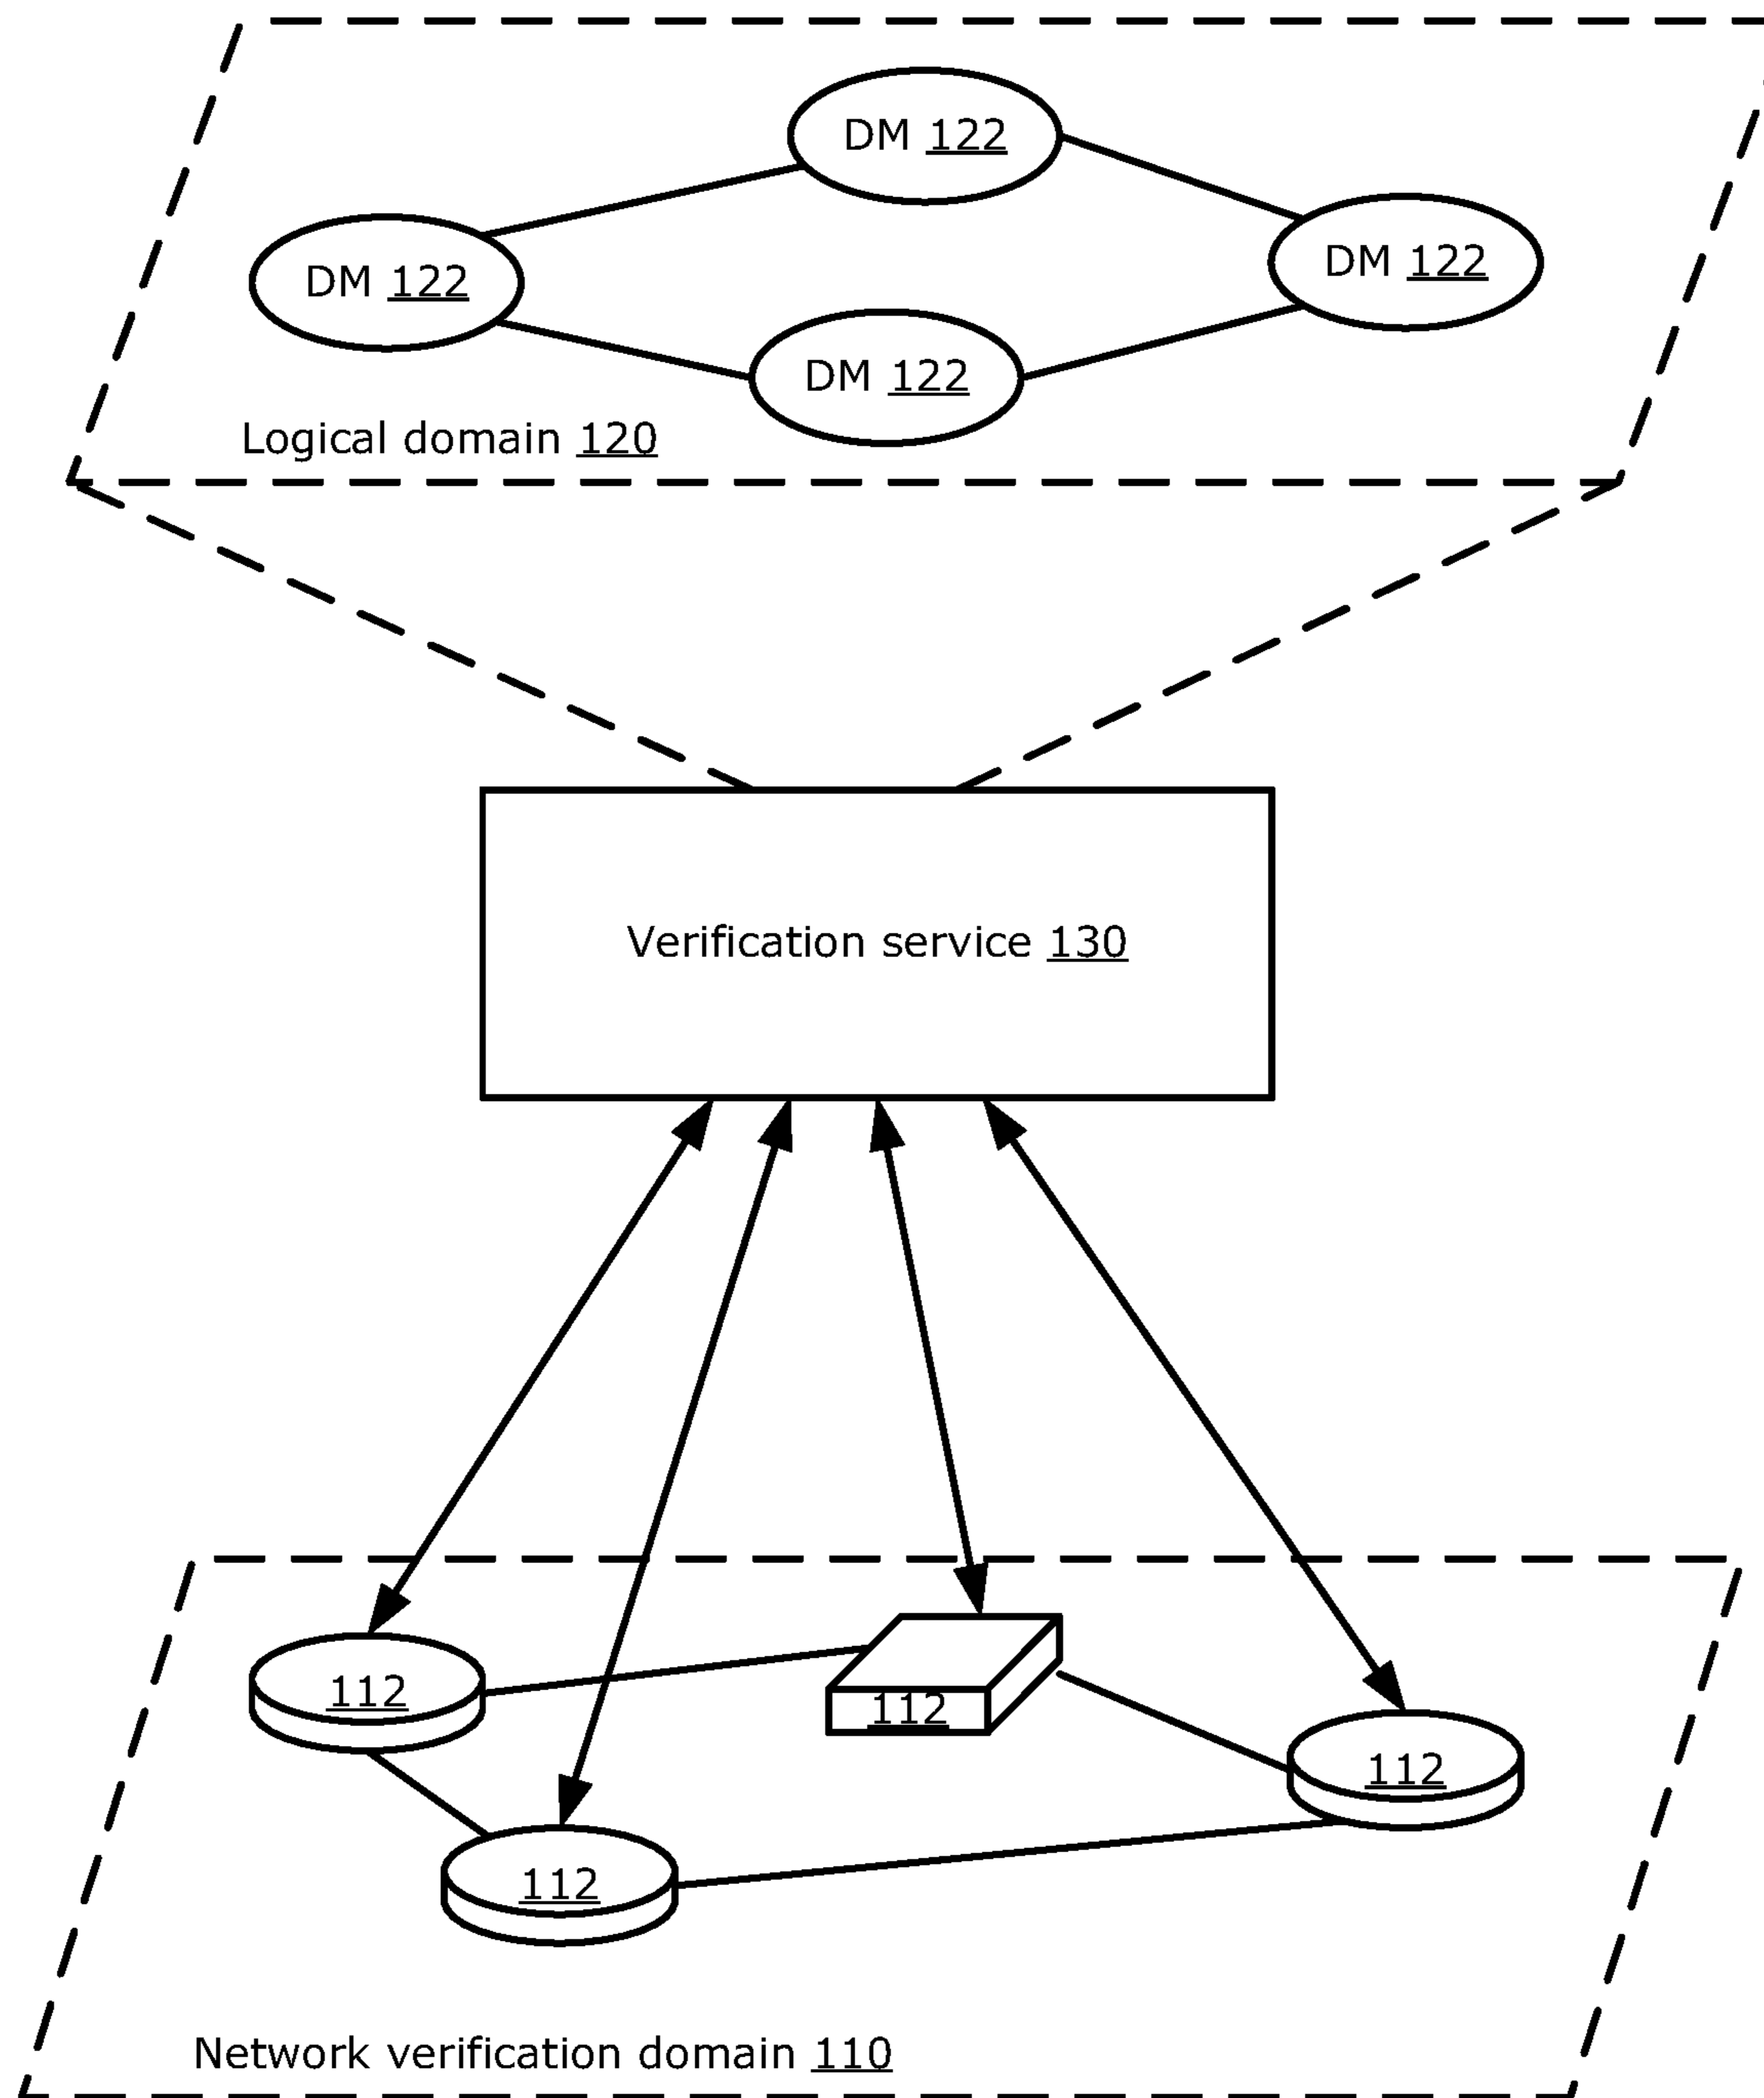 DM 122
DM 122
DM 122
DM 122
Logical domain 120
Verification service 130
112
112
112
112
Network verification domain 110